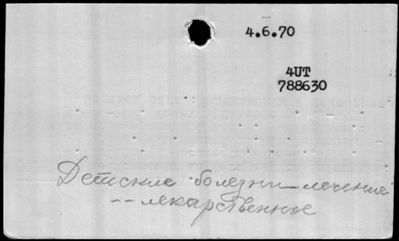 4.6.70
4UT
788630
Детские болезни – лечение
-- лекарственное